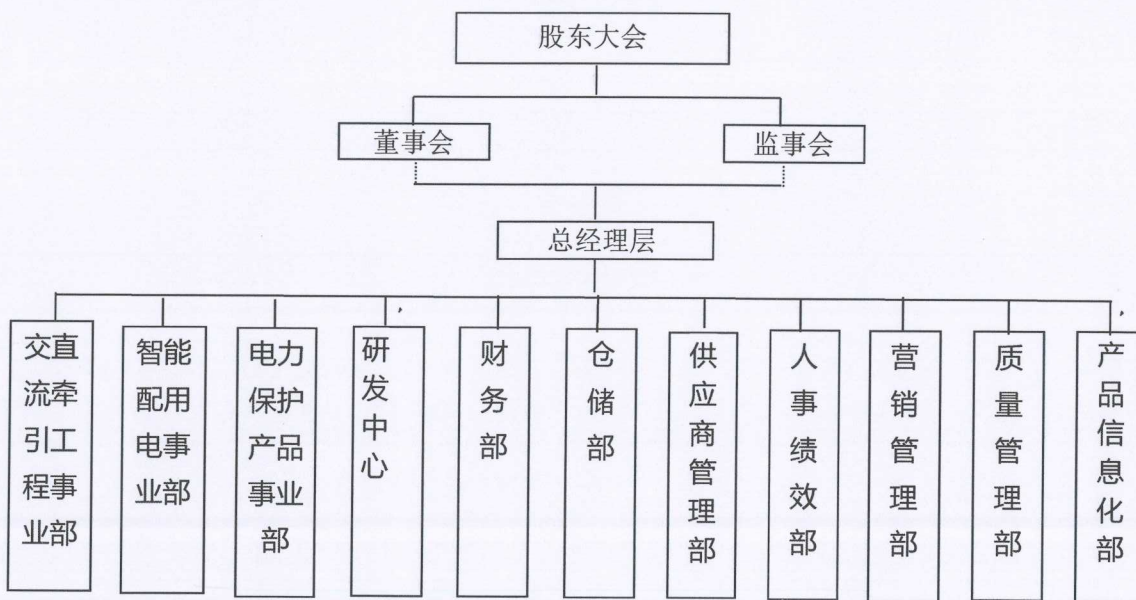 股东大会
董事会
监事会
总经理层
交直
流牵
引工
程事
业部
智能
配用
电事
业部
电力
保护
产品
事业
部
研发中心
财务部
仓储部
供应商管理部
人事绩效部
营销管理部
质量管理部
产品信息化部